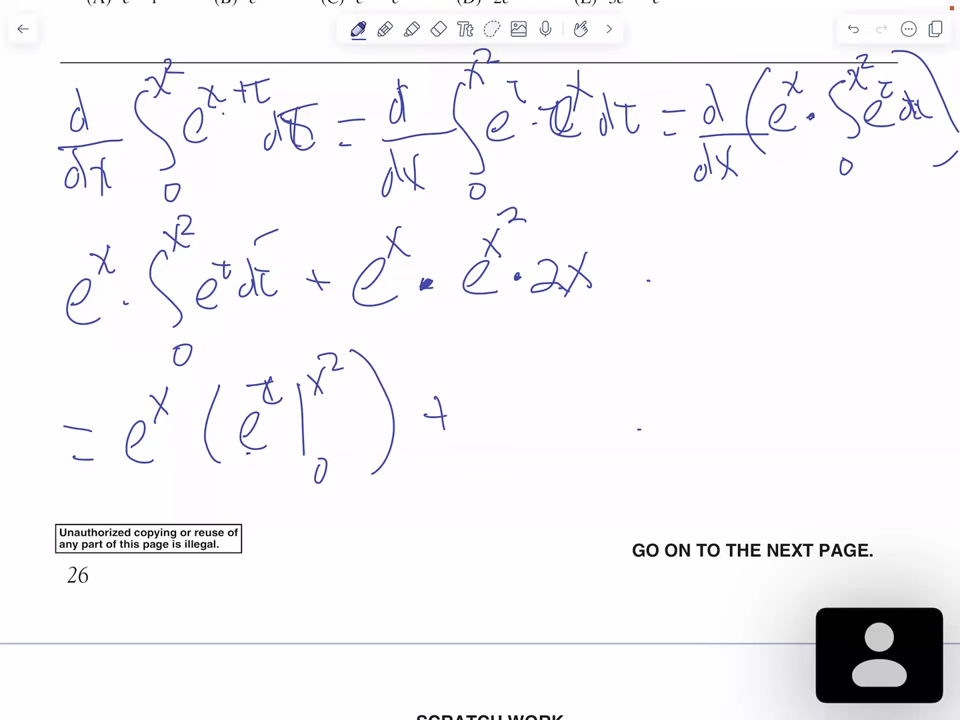 d/dx ∫₀^{x²} e^{x+t} dt = d/dx ∫₀^{x²} e^t · e^x dt = d/dx (e^x · ∫₀^{x²} e^t dt)
e^x · ∫₀^{x²} e^t dt + e^x · e^{x²} · 2x
= e^x (e^t |₀^{x²}) +
Unauthorized copying or reuse of
any part of this page is illegal.
GO ON TO THE NEXT PAGE.
26